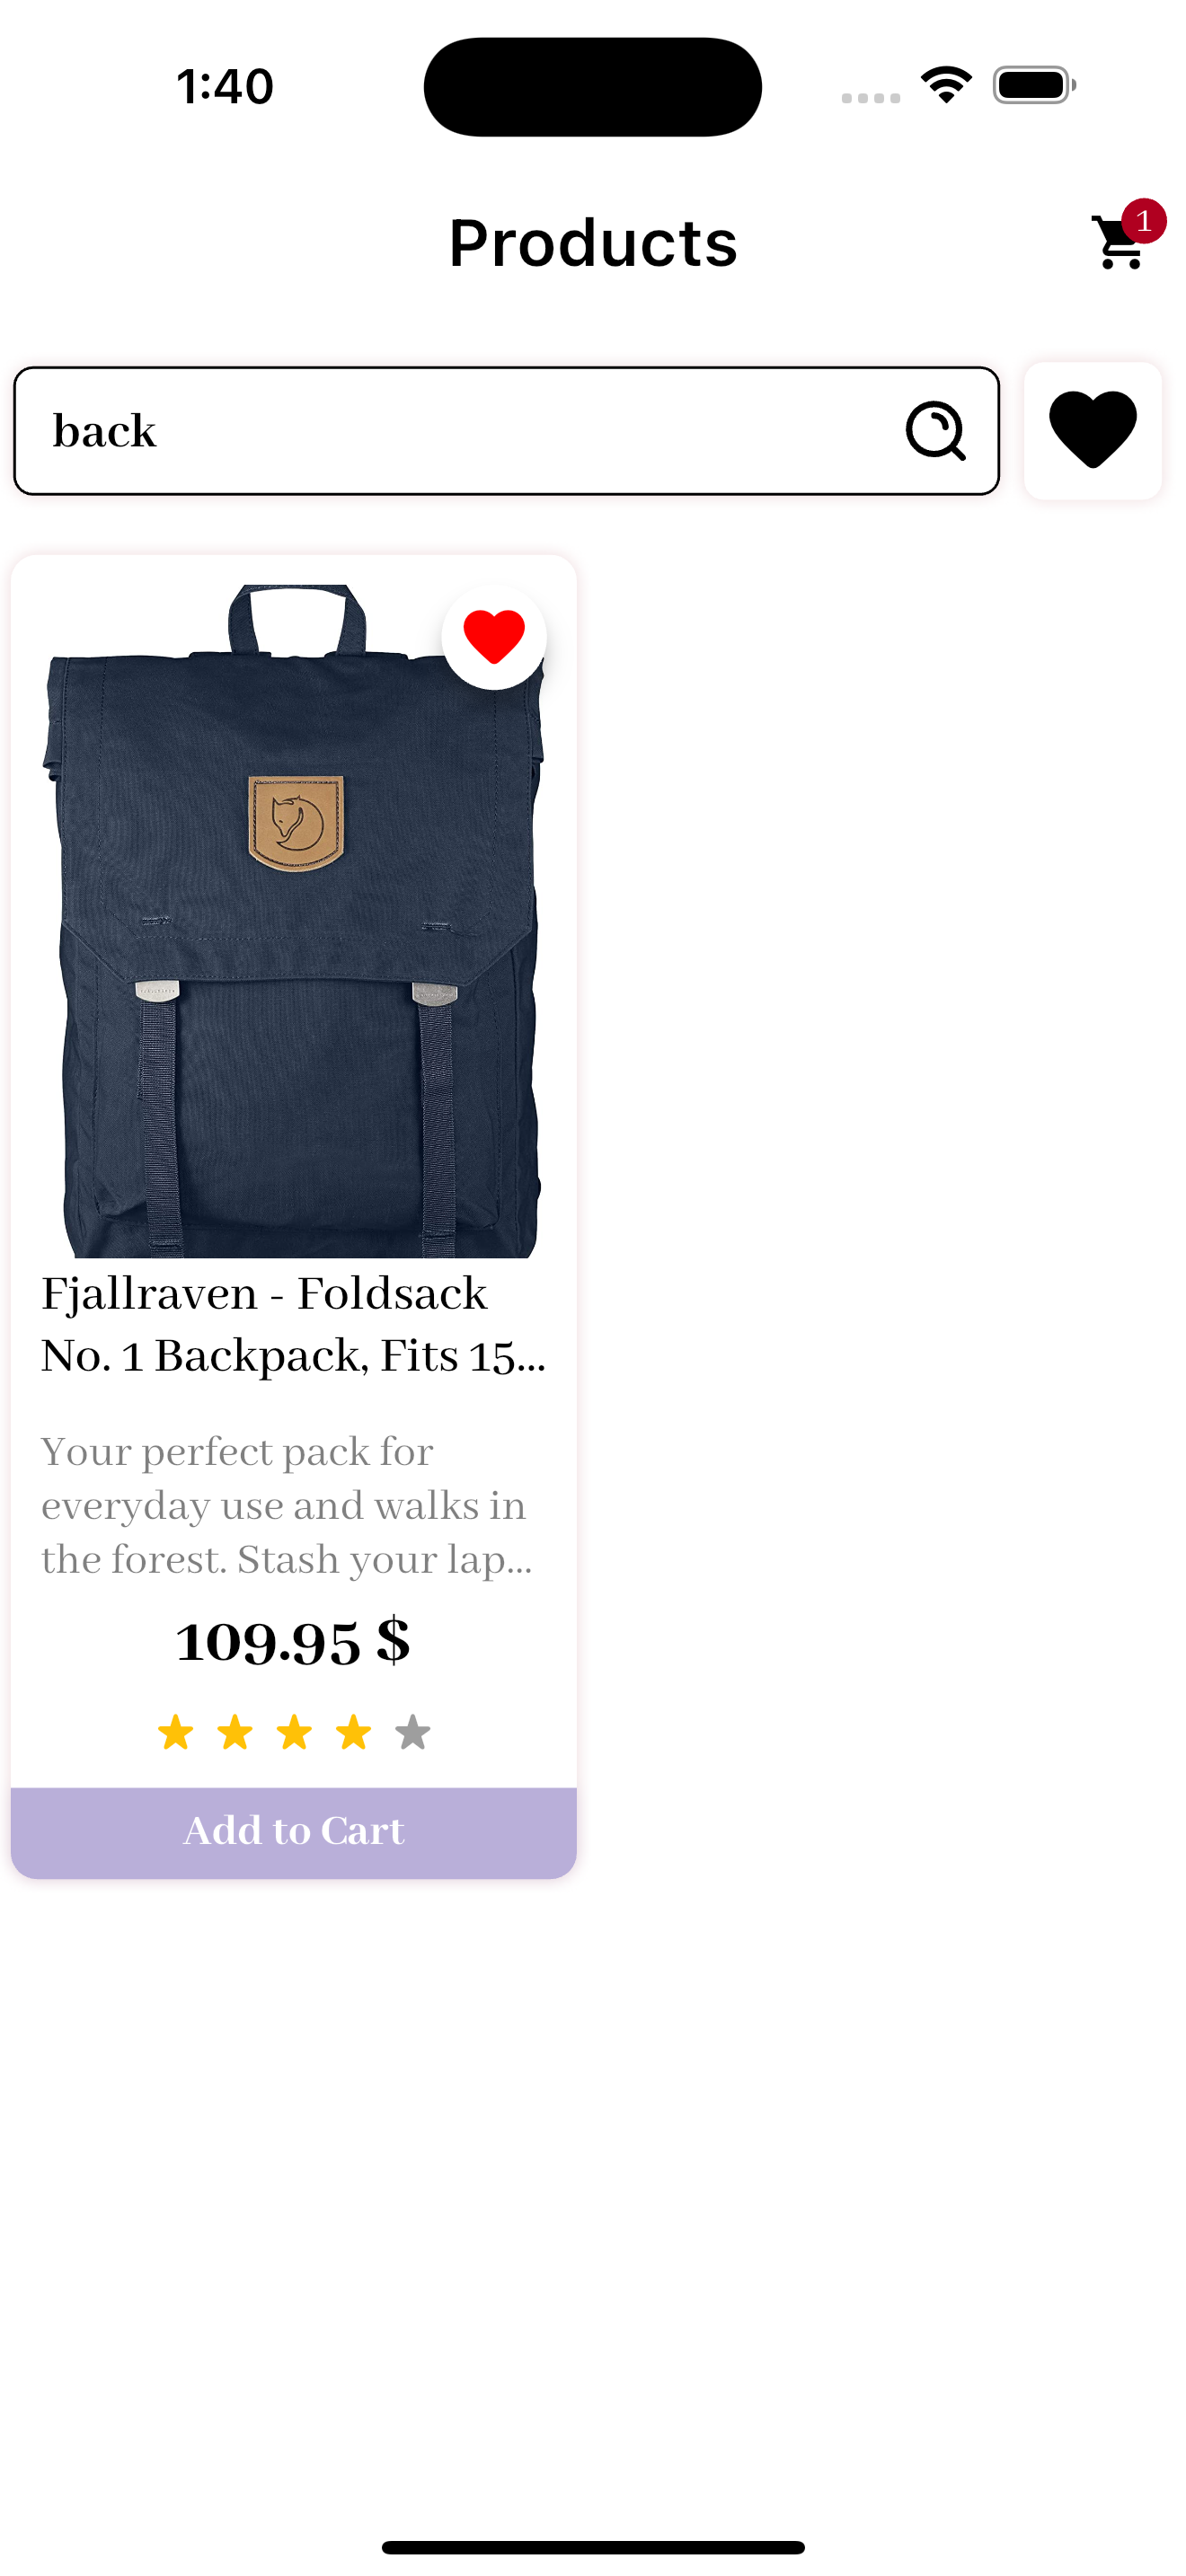 1:40
Products
1
back
Fjallraven - Foldsack
No. 1 Backpack, Fits 15...
Your perfect pack for
everyday use and walks in
the forest. Stash your lap...
109.95 $
Add to Cart